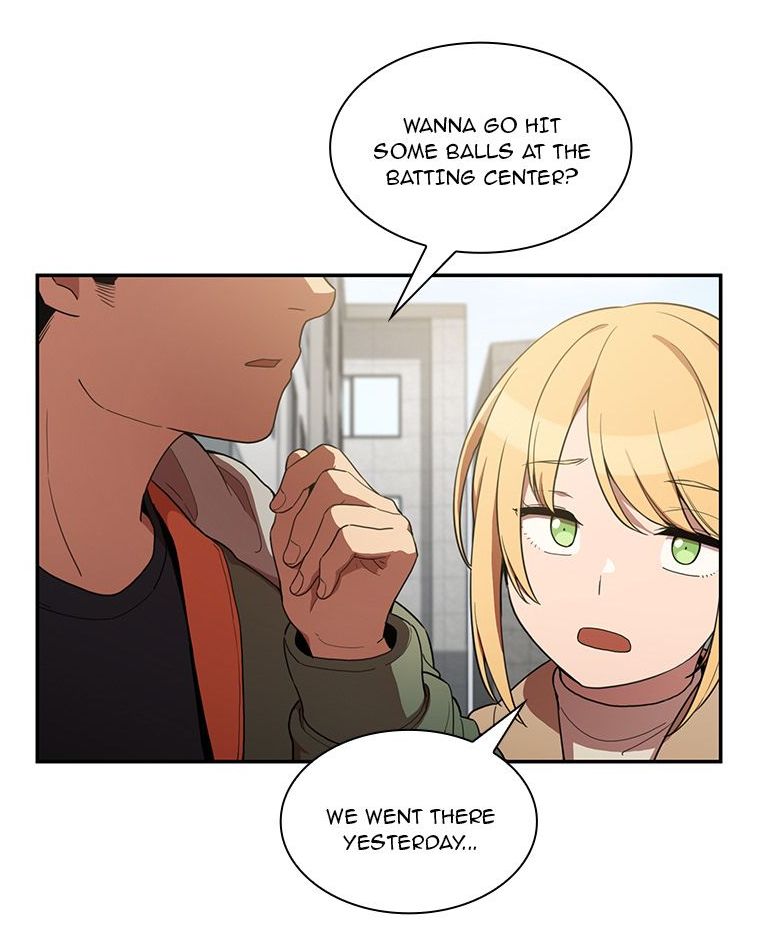 WANNA GO HIT
SOME BALLS AT THE
BATTING CENTER?
WE WENT THERE
YESTERDAY...